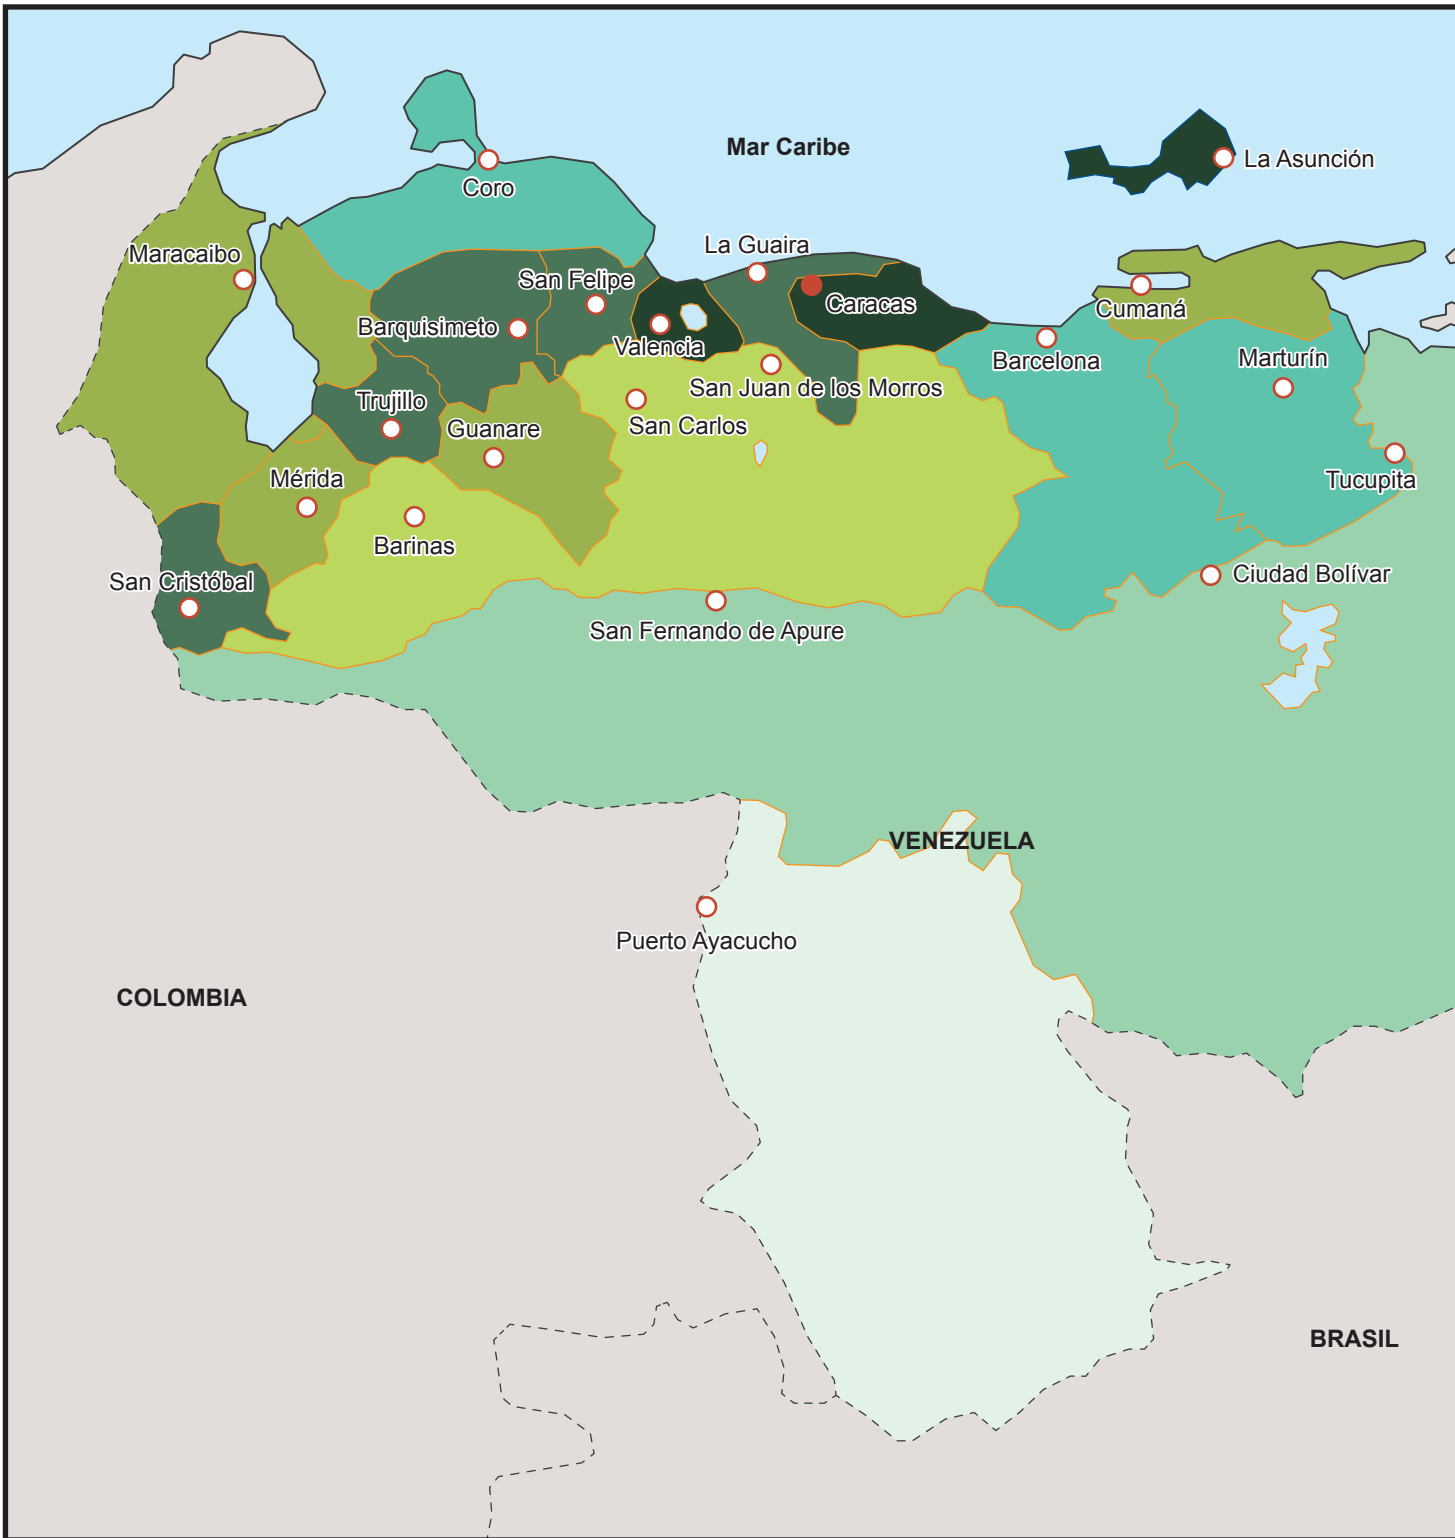 Mar Caribe
La Asunción
Coro
La Guaira
Maracaibo
San Felipe
Caracas
Cumaná
Barquisimeto
Valencia
Barcelona
Marturín
San Juan de los Morros
Trujillo
San Carlos
Guanare
Mérida
Tucupita
Barinas
San Cristóbal
Ciudad Bolívar
San Fernando de Apure
VENEZUELA
Puerto Ayacucho
COLOMBIA
BRASIL